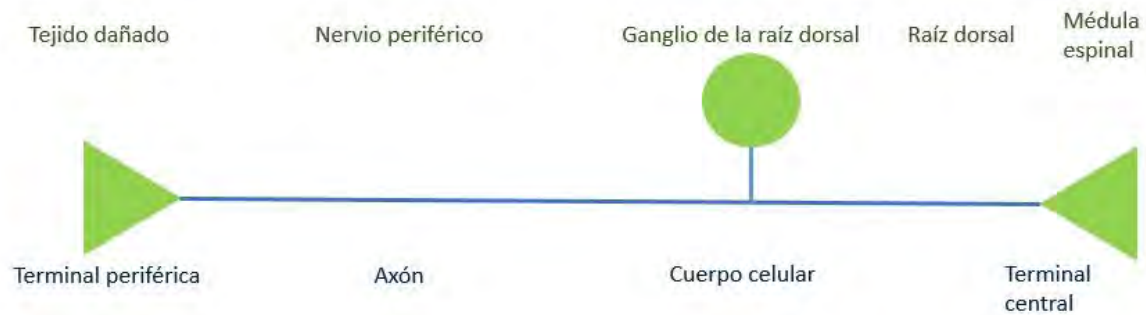 Tejido dañado
Nervio periférico
Ganglio de la raíz dorsal
Raíz dorsal
Médula
espinal
Terminal periférica
Axón
Cuerpo celular
Terminal
central